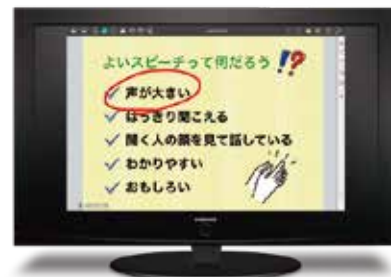 よいスピーチって何だろう!?
声が大きい
はっきり聞こえる
聞く人の顔を見て話している
わかりやすい
おもしろい